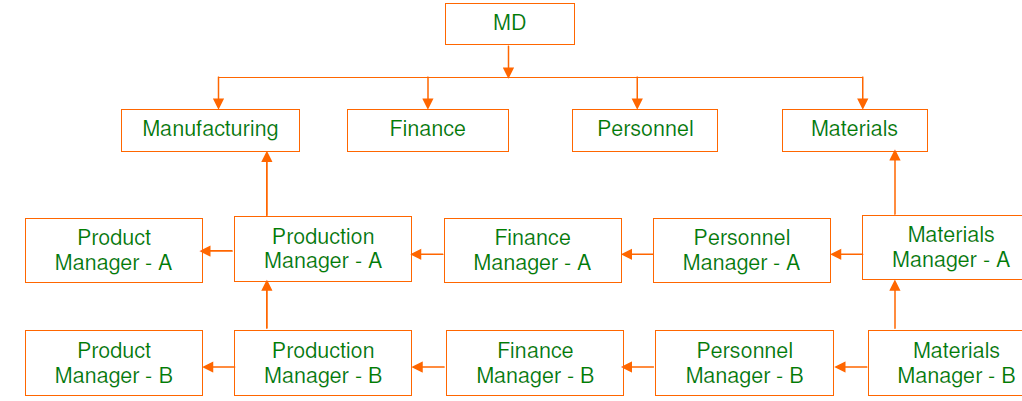 MD
Manufacturing
Finance
Personnel
Materials
Product
Manager - A
Production
Manager - A
Finance
Manager - A
Personnel
Manager - A
Materials
Manager - A
Product
Manager - B
Production
Manager - B
Finance
Manager - B
Personnel
Manager - B
Materials
Manager - B